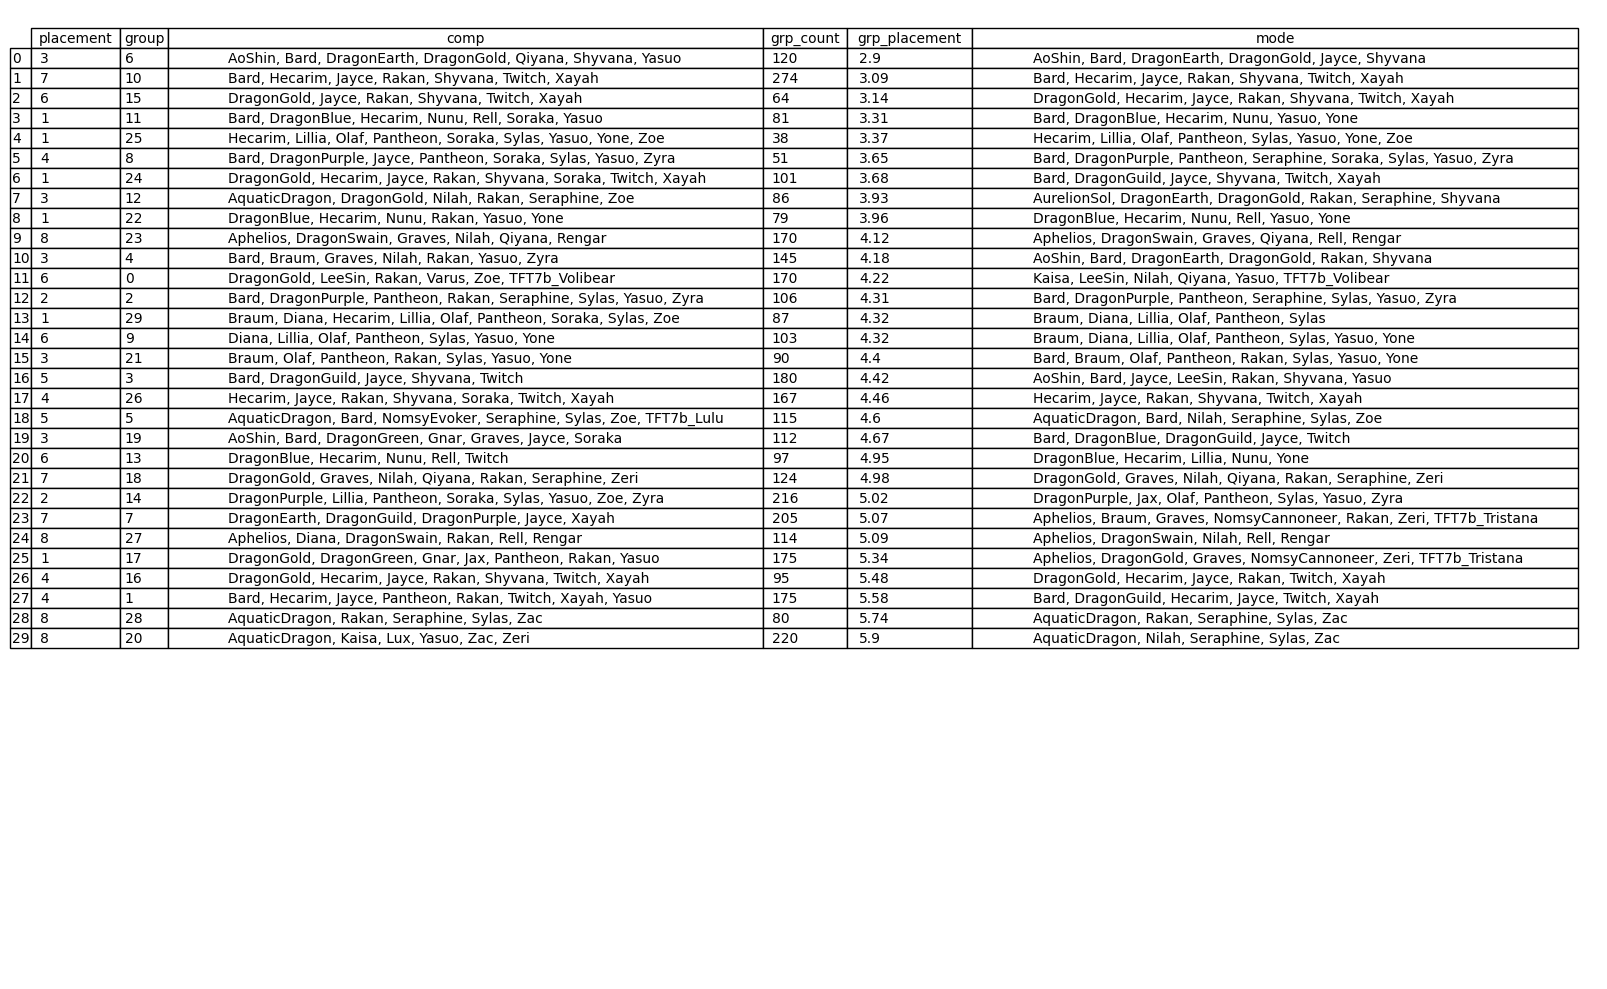 placement group comp grp_count grp_placement mode
0 3 6 AoShin, Bard, DragonEarth, DragonGold, Qiyana, Shyvana, Yasuo 120 2.9 AoShin, Bard, DragonEarth, DragonGold, Jayce, Shyvana
1 7 10 Bard, Hecarim, Jayce, Rakan, Shyvana, Twitch, Xayah 274 3.09 Bard, Hecarim, Jayce, Rakan, Shyvana, Twitch, Xayah
2 6 15 DragonGold, Jayce, Rakan, Shyvana, Twitch, Xayah 64 3.14 DragonGold, Hecarim, Jayce, Rakan, Shyvana, Twitch, Xayah
3 1 11 Bard, DragonBlue, Hecarim, Nunu, Rell, Soraka, Yasuo 81 3.31 Bard, DragonBlue, Hecarim, Nunu, Yasuo, Yone
4 1 25 Hecarim, Lillia, Olaf, Pantheon, Soraka, Sylas, Yasuo, Yone, Zoe 38 3.37 Hecarim, Lillia, Olaf, Pantheon, Sylas, Yasuo, Yone, Zoe
5 4 8 Bard, DragonPurple, Jayce, Pantheon, Soraka, Sylas, Yasuo, Zyra 51 3.65 Bard, DragonPurple, Pantheon, Seraphine, Soraka, Sylas, Yasuo, Zyra
6 1 24 DragonGold, Hecarim, Jayce, Rakan, Shyvana, Soraka, Twitch, Xayah 101 3.68 Bard, DragonGuild, Jayce, Shyvana, Twitch, Xayah
7 3 12 AquaticDragon, DragonGold, Nilah, Rakan, Seraphine, Zoe 86 3.93 AurelionSol, DragonEarth, DragonGold, Rakan, Seraphine, Shyvana
8 1 22 DragonBlue, Hecarim, Nunu, Rakan, Yasuo, Yone 79 3.96 DragonBlue, Hecarim, Nunu, Rell, Yasuo, Yone
9 8 23 Aphelios, DragonSwain, Graves, Nilah, Qiyana, Rengar 170 4.12 Aphelios, DragonSwain, Graves, Qiyana, Rell, Rengar
10 3 4 Bard, Braum, Graves, Nilah, Rakan, Yasuo, Zyra 145 4.18 AoShin, Bard, DragonEarth, DragonGold, Rakan, Shyvana
11 6 0 DragonGold, LeeSin, Rakan, Varus, Zoe, TFT7b_Volibear 170 4.22 Kaisa, LeeSin, Nilah, Qiyana, Yasuo, TFT7b_Volibear
12 2 2 Bard, DragonPurple, Pantheon, Rakan, Seraphine, Sylas, Yasuo, Zyra 106 4.31 Bard, DragonPurple, Pantheon, Seraphine, Sylas, Yasuo, Zyra
13 1 29 Braum, Diana, Hecarim, Lillia, Olaf, Pantheon, Soraka, Sylas, Zoe 87 4.32 Braum, Diana, Lillia, Olaf, Pantheon, Sylas
14 6 9 Diana, Lillia, Olaf, Pantheon, Sylas, Yasuo, Yone 103 4.32 Braum, Diana, Lillia, Olaf, Pantheon, Sylas, Yasuo, Yone
15 3 21 Braum, Olaf, Pantheon, Rakan, Sylas, Yasuo, Yone 90 4.4 Bard, Braum, Olaf, Pantheon, Rakan, Sylas, Yasuo, Yone
16 5 3 Bard, DragonGuild, Jayce, Shyvana, Twitch 180 4.42 AoShin, Bard, Jayce, LeeSin, Rakan, Shyvana, Yasuo
17 4 26 Hecarim, Jayce, Rakan, Shyvana, Soraka, Twitch, Xayah 167 4.46 Hecarim, Jayce, Rakan, Shyvana, Twitch, Xayah
18 5 5 AquaticDragon, Bard, NomsyEvoker, Seraphine, Sylas, Zoe, TFT7b_Lulu 115 4.6 AquaticDragon, Bard, Nilah, Seraphine, Sylas, Zoe
19 3 19 AoShin, Bard, DragonGreen, Gnar, Graves, Jayce, Soraka 112 4.67 Bard, DragonBlue, DragonGuild, Jayce, Twitch
20 6 13 DragonBlue, Hecarim, Nunu, Rell, Twitch 97 4.95 DragonBlue, Hecarim, Lillia, Nunu, Yone
21 7 18 DragonGold, Graves, Nilah, Qiyana, Rakan, Seraphine, Zeri 124 4.98 DragonGold, Graves, Nilah, Qiyana, Rakan, Seraphine, Zeri
22 2 14 DragonPurple, Lillia, Pantheon, Soraka, Sylas, Yasuo, Zoe, Zyra 216 5.02 DragonPurple, Jax, Olaf, Pantheon, Sylas, Yasuo, Zyra
23 7 7 DragonEarth, DragonGuild, DragonPurple, Jayce, Xayah 205 5.07 Aphelios, Braum, Graves, NomsyCannoneer, Rakan, Zeri, TFT7b_Tristana
24 8 27 Aphelios, Diana, DragonSwain, Rakan, Rell, Rengar 114 5.09 Aphelios, DragonSwain, Nilah, Rell, Rengar
25 1 17 DragonGold, DragonGreen, Gnar, Jax, Pantheon, Rakan, Yasuo 175 5.34 Aphelios, DragonGold, Graves, NomsyCannoneer, Zeri, TFT7b_Tristana
26 4 16 DragonGold, Hecarim, Jayce, Rakan, Shyvana, Twitch, Xayah 95 5.48 DragonGold, Hecarim, Jayce, Rakan, Twitch, Xayah
27 4 1 Bard, Hecarim, Jayce, Pantheon, Rakan, Twitch, Xayah, Yasuo 175 5.58 Bard, DragonGuild, Hecarim, Jayce, Twitch, Xayah
28 8 28 AquaticDragon, Rakan, Seraphine, Sylas, Zac 80 5.74 AquaticDragon, Rakan, Seraphine, Sylas, Zac
29 8 20 AquaticDragon, Kaisa, Lux, Yasuo, Zac, Zeri 220 5.9 AquaticDragon, Nilah, Seraphine, Sylas, Zac